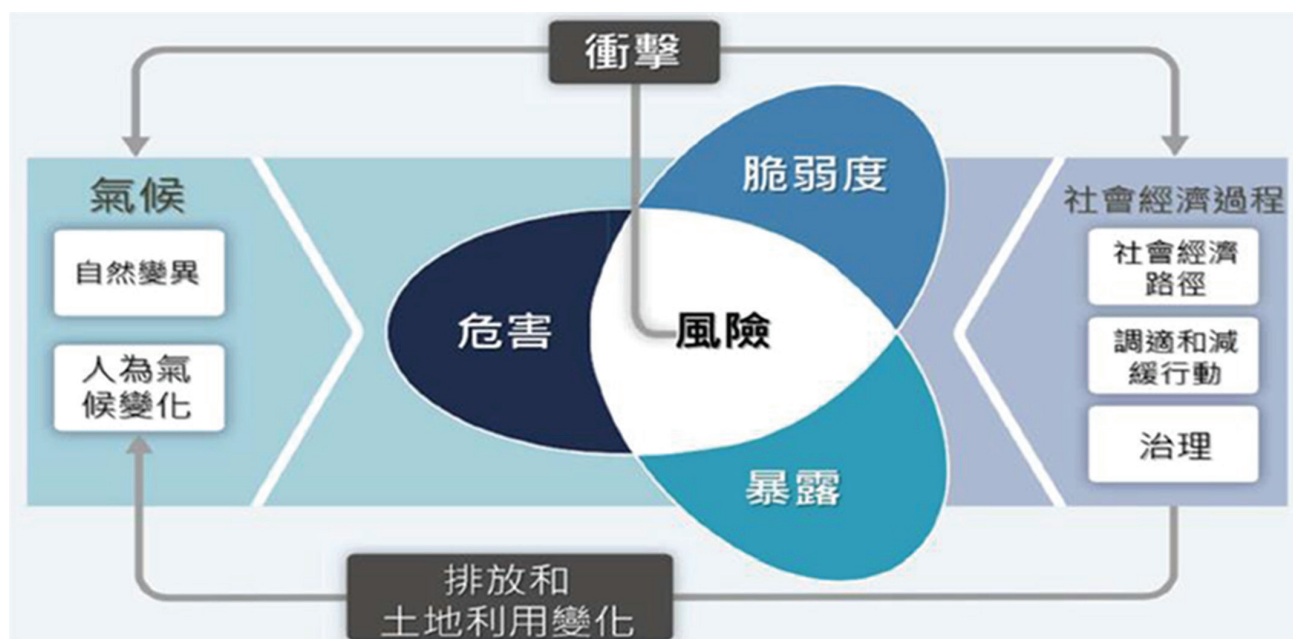 衝擊
氣候
自然變異
人為氣
候變化
危害
脆弱度
風險
暴露
社會經濟過程
社會經濟
路徑
調適和減
緩行動
治理
排放和
土地利用變化